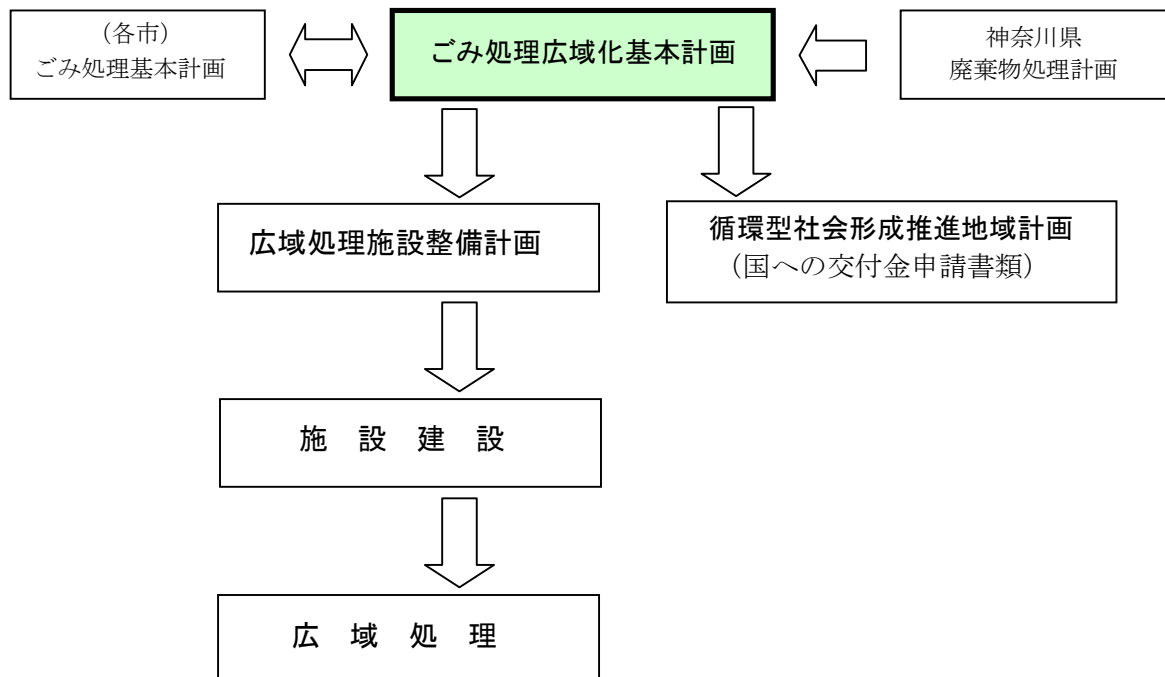 (各市)
ごみ処理基本計画
ごみ処理広域化基本計画
神奈川県
廃棄物処理計画
広域処理施設整備計画
循環型社会形成推進地域計画
(国への交付金申請書類)
施 設 建 設
広 域 処 理